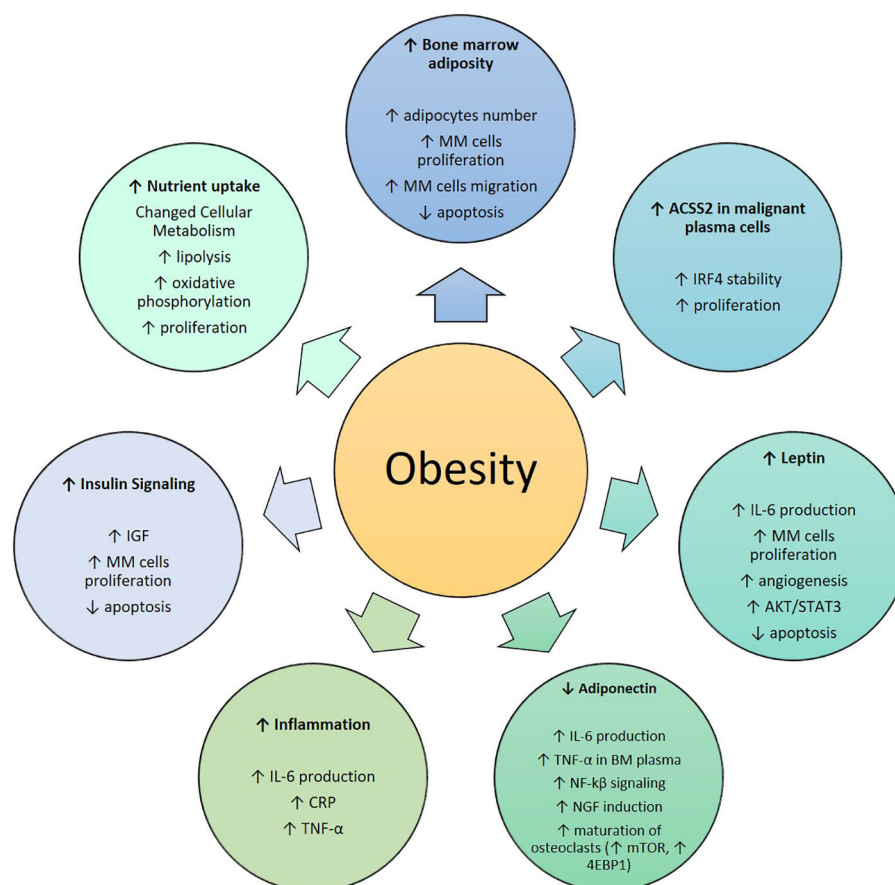 ↑ Bone marrow
adiposity
↑ adipocytes number
↑ MM cells
proliferation
↑ MM cells migration
↓ apoptosis
↑ ACSS2 in malignant
plasma cells
↑ IRF4 stability
↑ proliferation
↑ Leptin
↑ IL-6 production
↑ MM cells
proliferation
↑ angiogenesis
↑ AKT/STAT3
↓ apoptosis
↓ Adiponectin
↑ IL-6 production
↑ TNF-α in BM plasma
↑ NF-kβ signaling
↑ NGF induction
↑ maturation of
osteoclasts (↑ mTOR, ↑
4EBP1)
↑ Inflammation
↑ IL-6 production
↑ CRP
↑ TNF-α
↑ Insulin Signaling
↑ IGF
↑ MM cells
proliferation
↓ apoptosis
↑ Nutrient uptake
Changed Cellular
Metabolism
↑ lipolysis
↑ oxidative
phosphorylation
↑ proliferation
Obesity